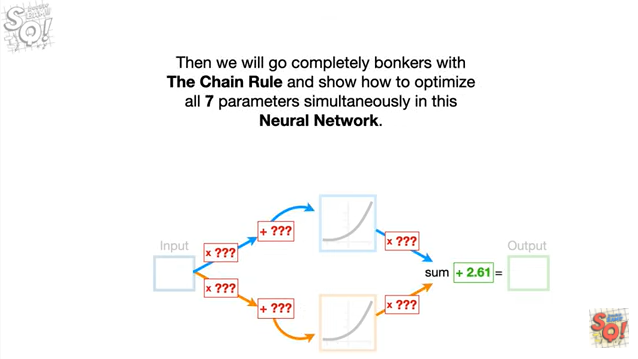 Then we will go completely bonkers with
The Chain Rule and show how to optimize
all 7 parameters simultaneously in this
Neural Network.
+ ???
Input
x ???
x ???
Output
sum + 2.61 =
x ???
+ ???
x ???
SQ!